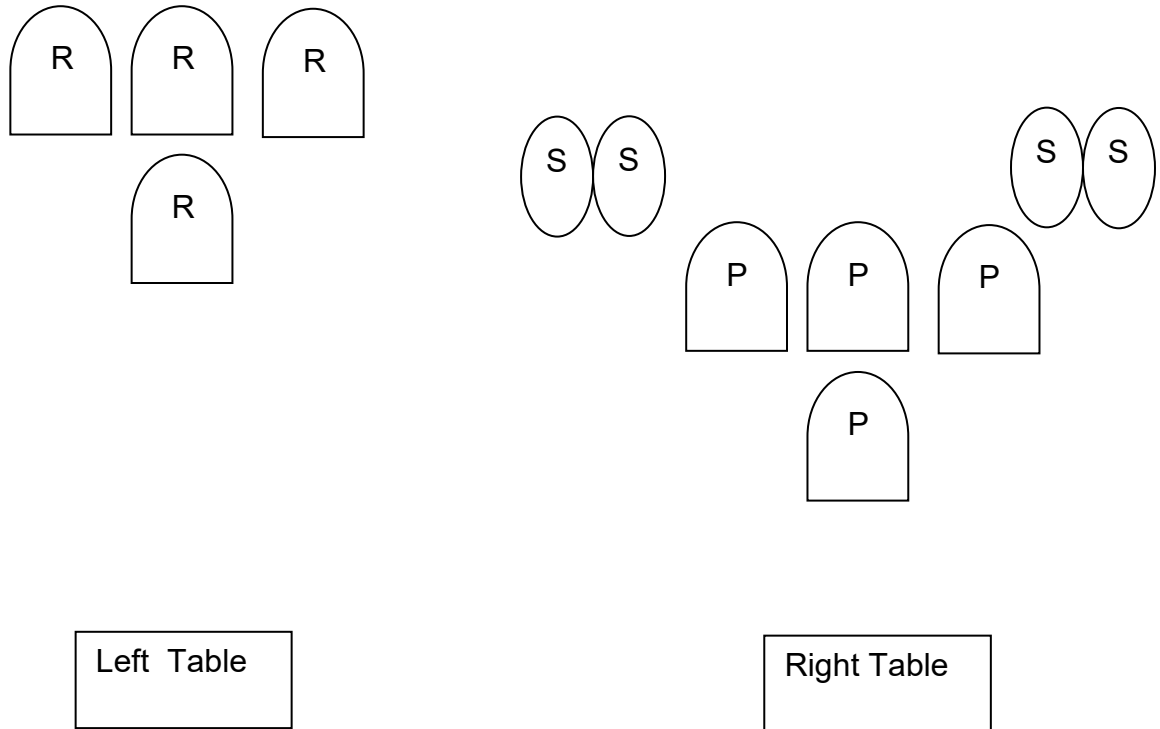 R R R
S S S S
R
P P P
P
Left Table
Right Table